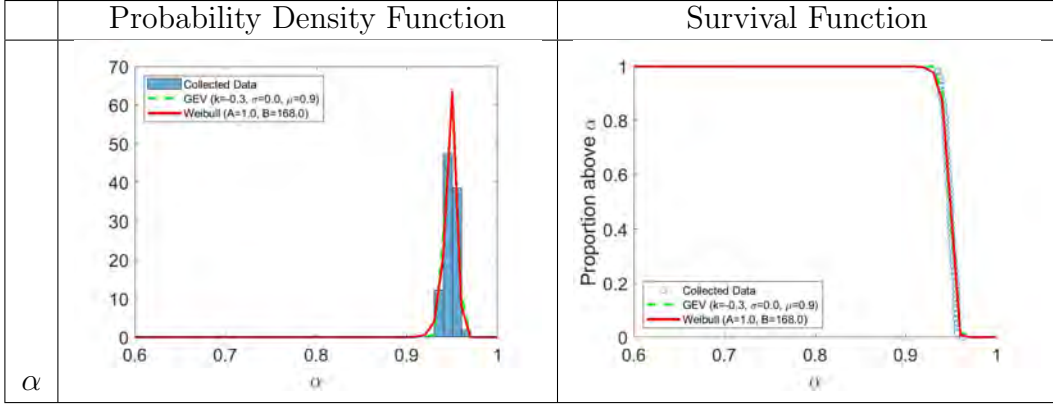 Probability Density Function
Survival Function
α
70
60
50
40
30
20
10
0
0.6
0.7
0.8
0.9
1
α
Collected Data
GEV (k=-0.3, σ=0.0, μ=0.9)
Weibull (A=1.0, B=168.0)
Proportion above α
1
0.8
0.6
0.4
0.2
0
0.6
0.7
0.8
0.9
1
α
Collected Data
GEV (k=-0.3, σ=0.0, μ=0.9)
Weibull (A=1.0, B=168.0)